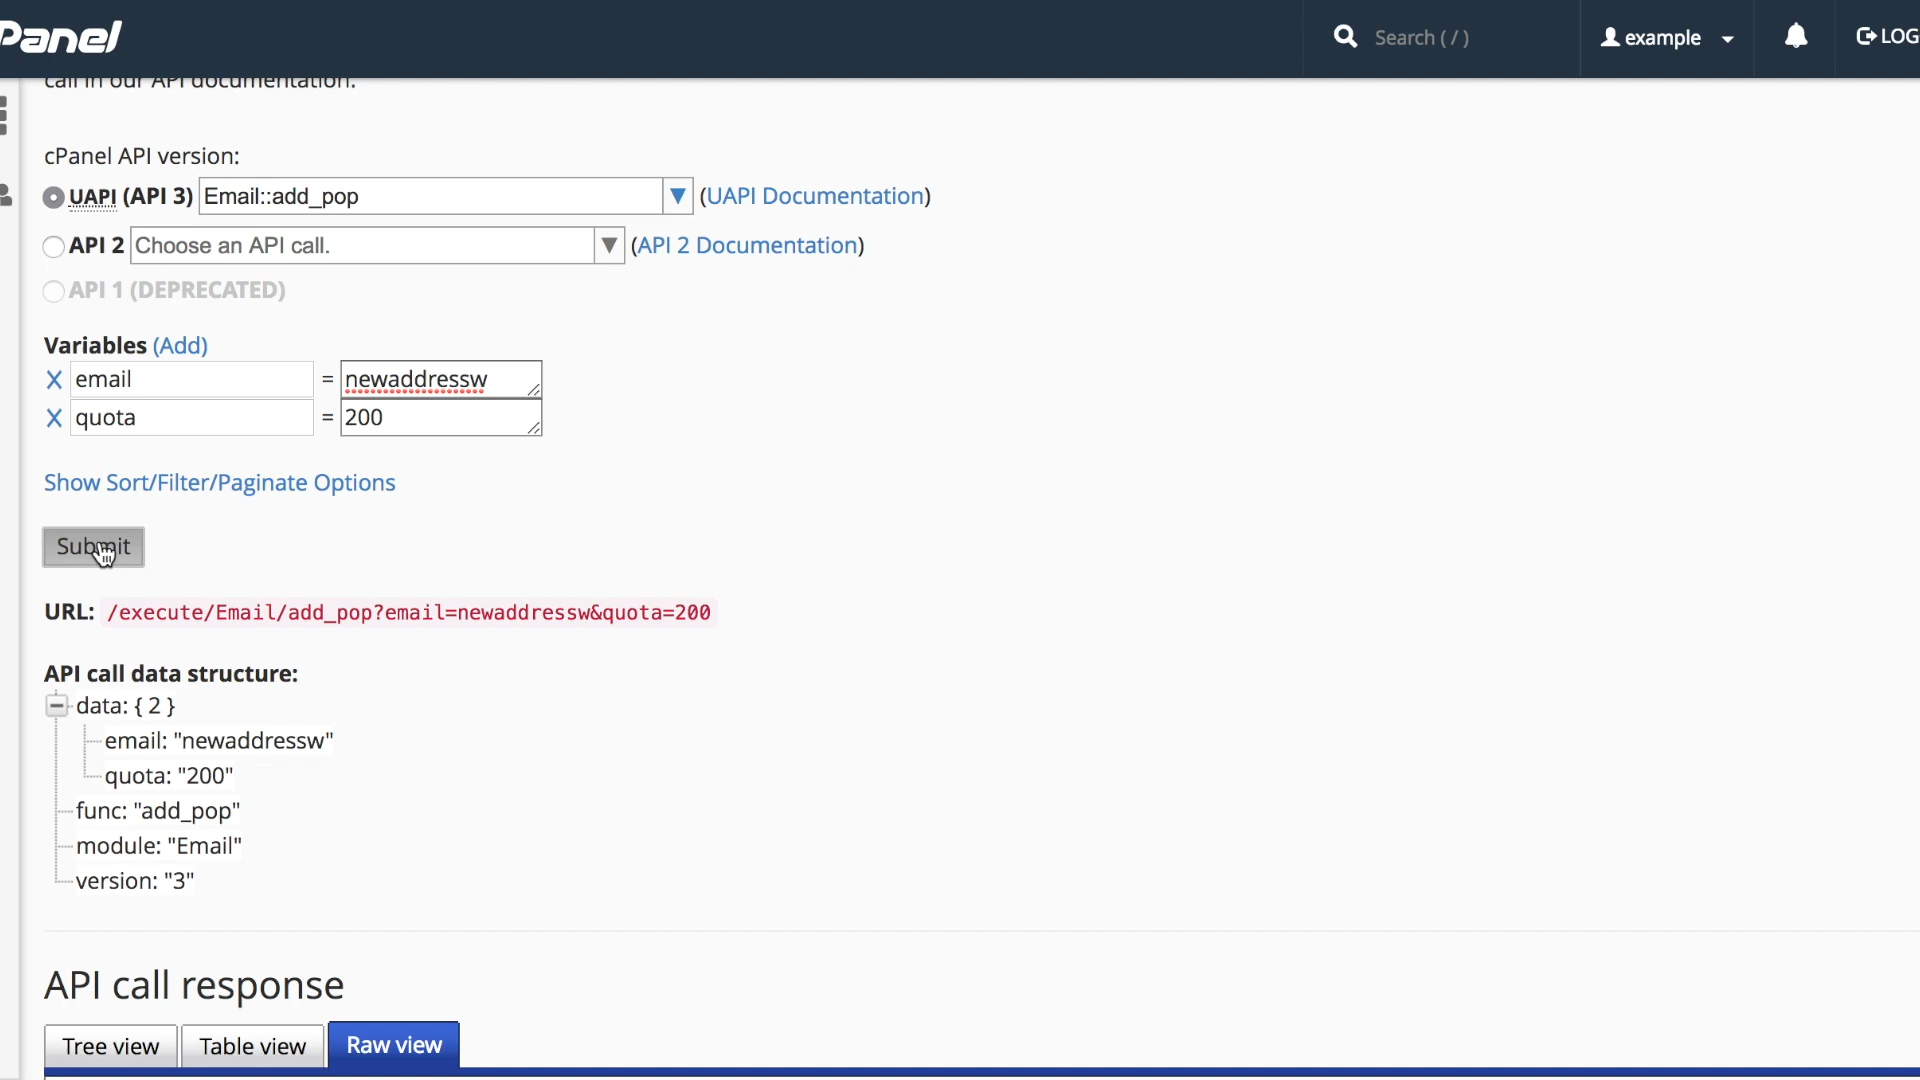 Panel
Search ( / )
example
LOG
call in our API documentation.
cPanel API version:
UAPI (API 3) Email::add_pop (UAPI Documentation)
API 2 Choose an API call. (API 2 Documentation)
API 1 (DEPRECATED)
Variables (Add)
email = newaddressw
quota = 200
Show Sort/Filter/Paginate Options
Submit
URL: /execute/Email/add_pop?email=newaddressw&quota=200
API call data structure:
data: { 2 }
email: "newaddressw"
quota: "200"
func: "add_pop"
module: "Email"
version: "3"
API call response
Tree view
Table view
Raw view